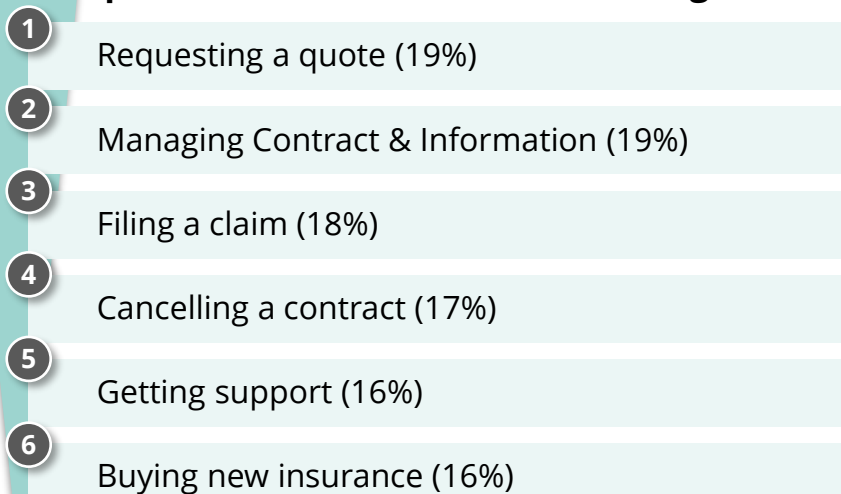 1
Requesting a quote (19%)
2
Managing Contract & Information (19%)
3
Filing a claim (18%)
4
Cancelling a contract (17%)
5
Getting support (16%)
6
Buying new insurance (16%)